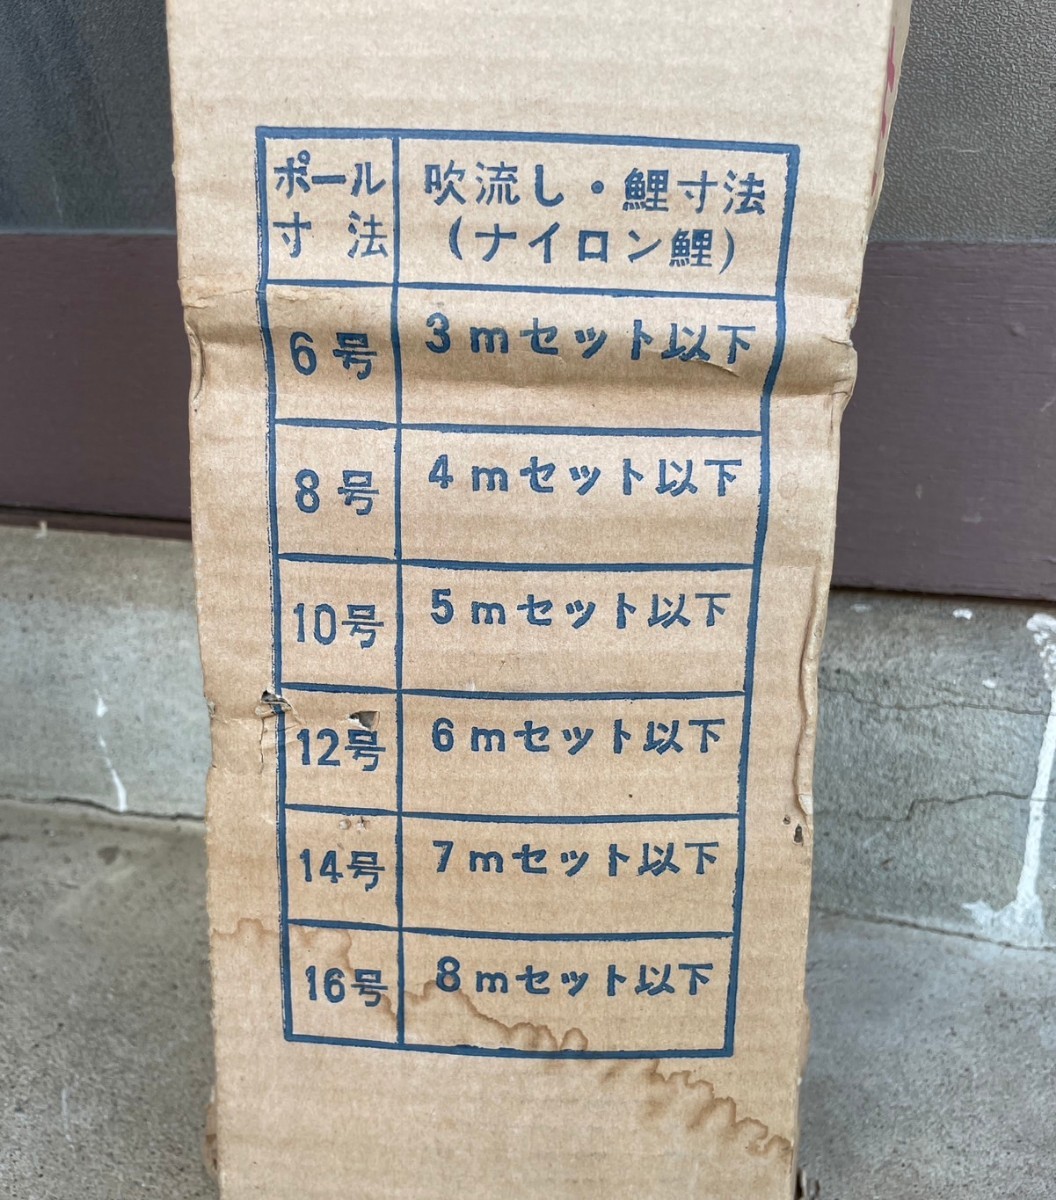 ポール
寸法
吹流し・鯉寸法
(ナイロン鯉)
6号
3mセット以下
8号
4mセット以下
10号
5mセット以下
12号
6mセット以下
14号
7mセット以下
16号
8mセット以下